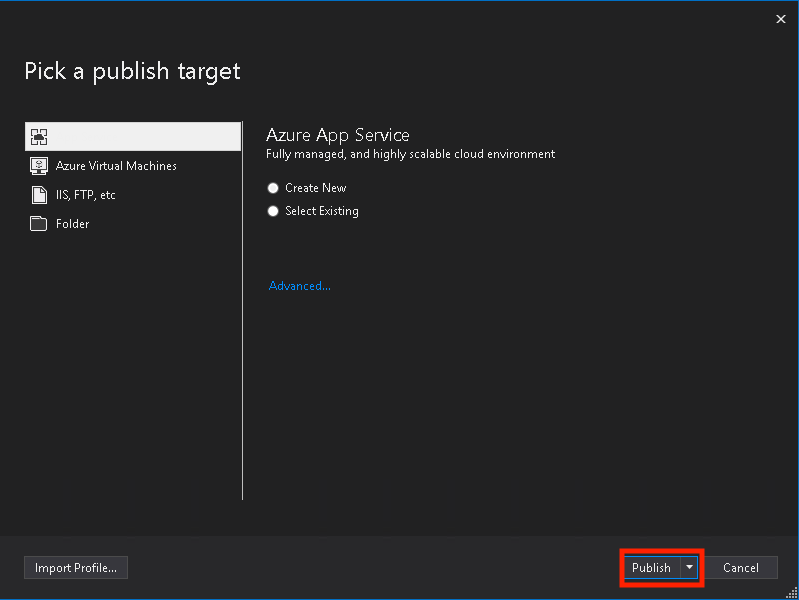 Pick a publish target
Azure App Service
Fully managed, and highly scalable cloud environment
Azure Virtual Machines
IIS, FTP, etc
Folder
Create New
Select Existing
Advanced...
Import Profile...
Publish
Cancel